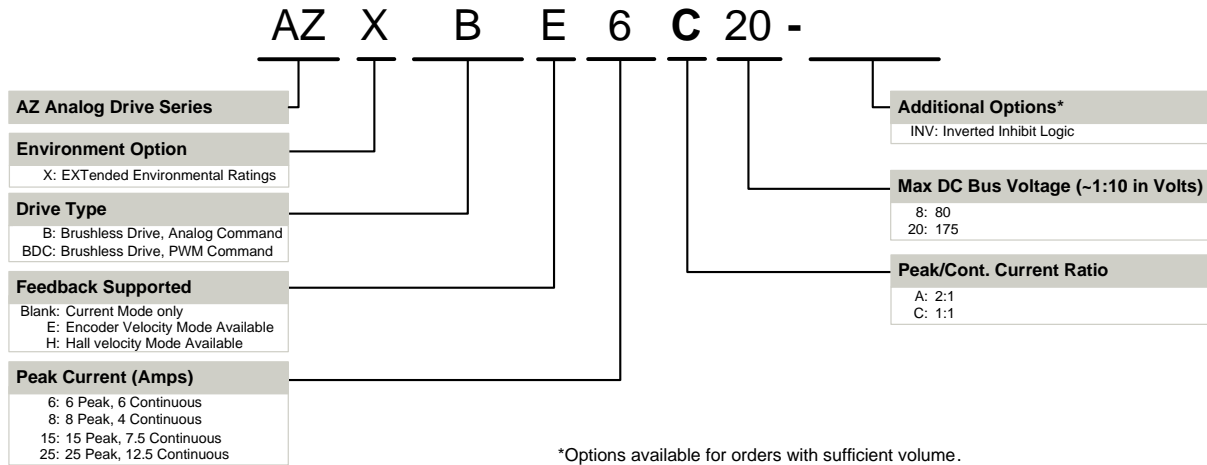 AZ X B E 6 C 20 -
AZ Analog Drive Series
Environment Option
X: EXTended Environmental Ratings
Drive Type
B: Brushless Drive, Analog Command
BDC: Brushless Drive, PWM Command
Feedback Supported
Blank: Current Mode only
E: Encoder Velocity Mode Available
H: Hall velocity Mode Available
Peak Current (Amps)
6: 6 Peak, 6 Continuous
8: 8 Peak, 4 Continuous
15: 15 Peak, 7.5 Continuous
25: 25 Peak, 12.5 Continuous
Additional Options*
INV: Inverted Inhibit Logic
Max DC Bus Voltage (~1:10 in Volts)
8: 80
20: 175
Peak/Cont. Current Ratio
A: 2:1
C: 1:1
*Options available for orders with sufficient volume.